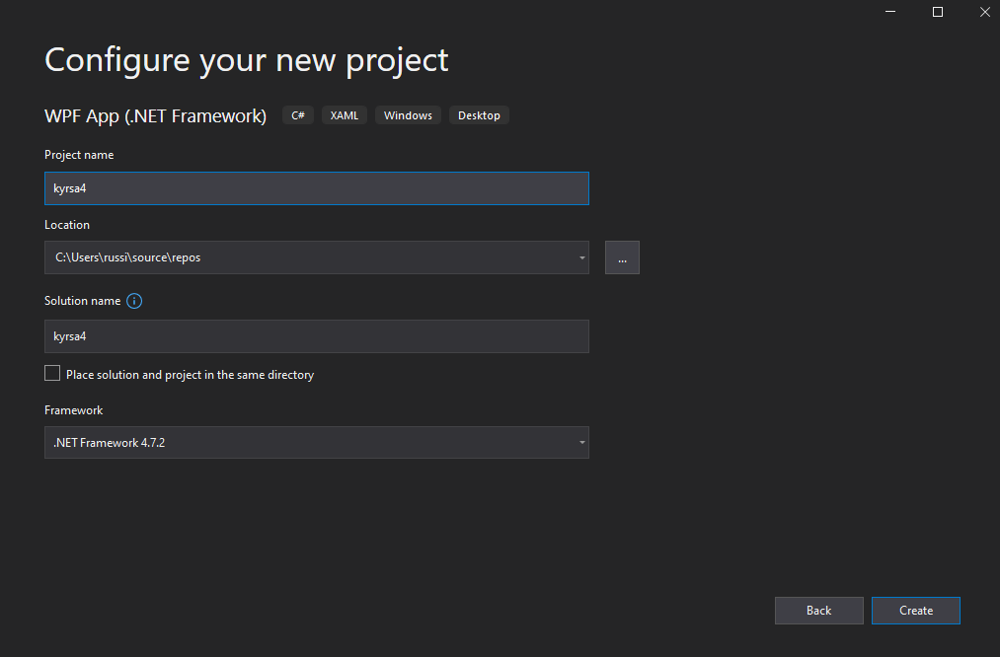 Configure your new project
WPF App (.NET Framework) C# XAML Windows Desktop
Project name
kyrsa4
Location
C:\Users\russi\source\repos
...
Solution name
kyrsa4
Place solution and project in the same directory
Framework
.NET Framework 4.7.2
Back Create